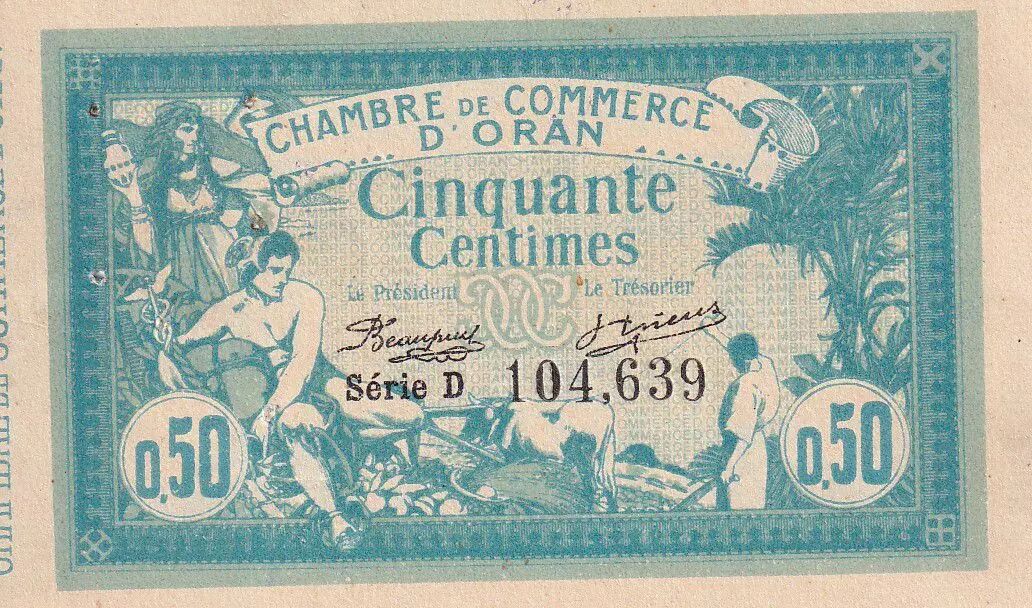 CHAMBRE DE COMMERCE
D'ORAN
Cinquante
Centimes
Le Président Le Trésorier
Série D 104,639
0,50 0,50